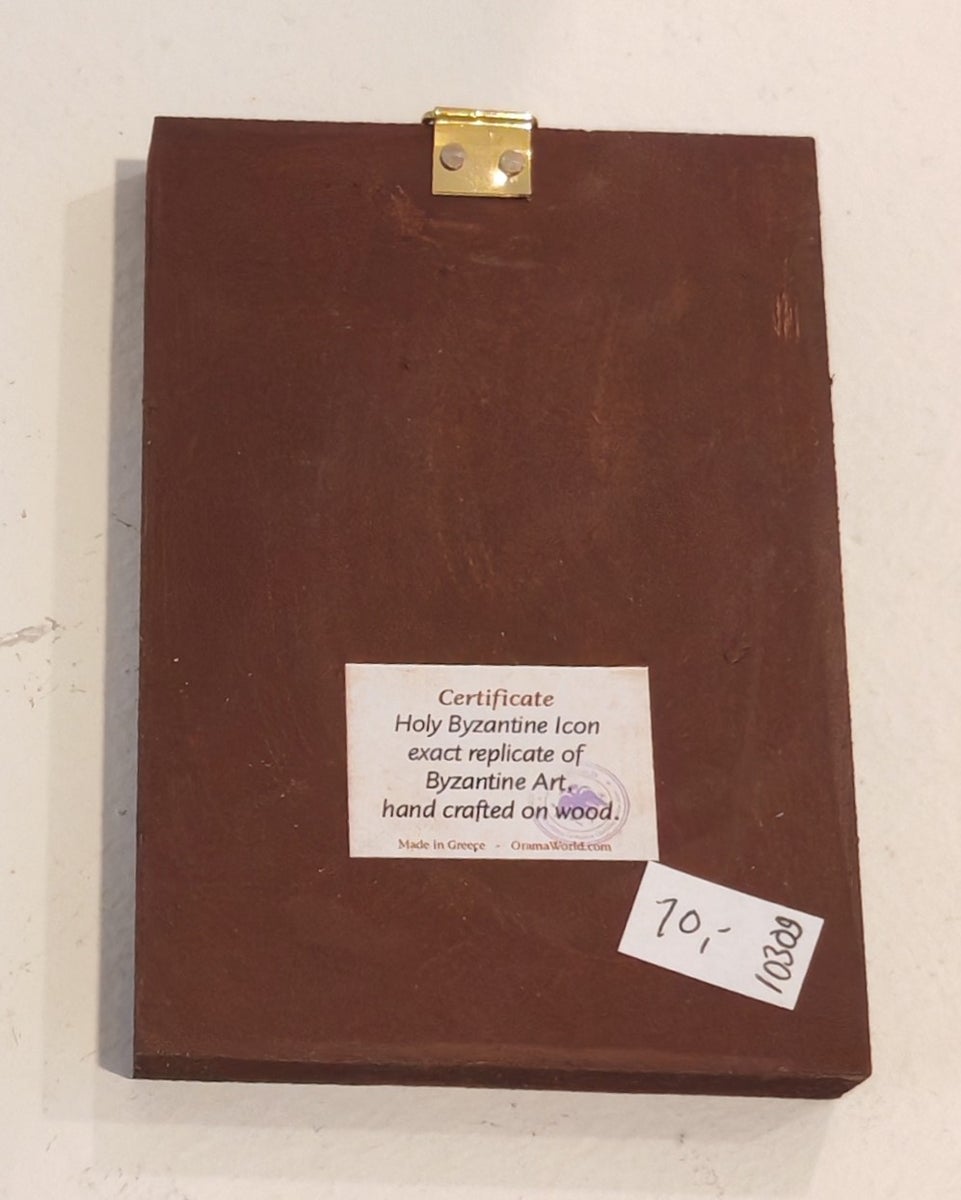 Certificate
Holy Byzantine Icon
exact replicate of
Byzantine Art,
hand crafted on wood.
Made in Greece - OramaWorld.com
70,-
10309